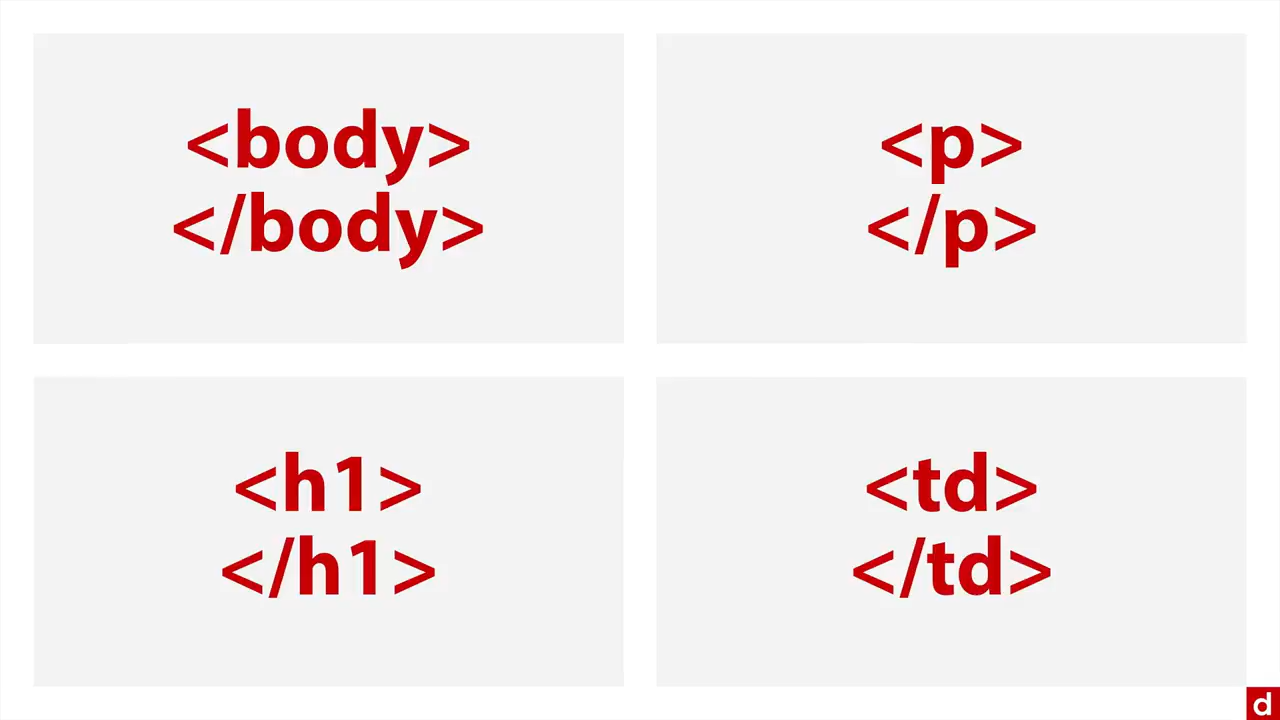 <body>
</body>
<p>
</p>
<h1>
</h1>
<td>
</td>
d